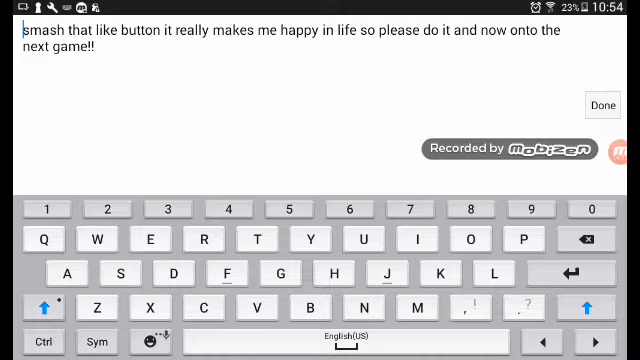 23% 10:54
smash that like button it really makes me happy in life so please do it and now onto the
next game!!
Done
Recorded by mobizen
1 2 3 4 5 6 7 8 9 0
Q W E R T Y U I O P
A S D F G H J K L
Z X C V B N M , ! . ?
Ctrl Sym English(US)